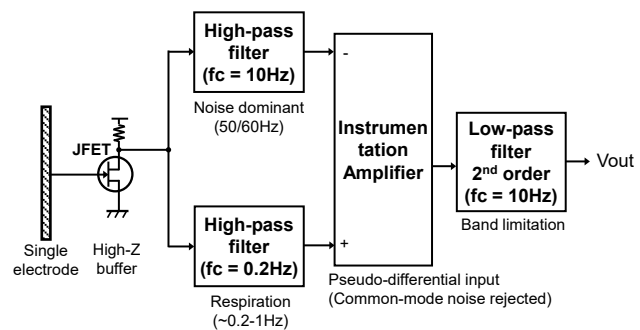 High-pass
filter
(fc = 10Hz)
Noise dominant
(50/60Hz)
JFET
Single
electrode
High-Z
buffer
High-pass
filter
(fc = 0.2Hz)
Respiration
(~0.2-1Hz)
-
Instrumen
tation
Amplifier
+
Pseudo-differential input
(Common-mode noise rejected)
Low-pass
filter
2nd order
(fc = 10Hz)
Band limitation
Vout